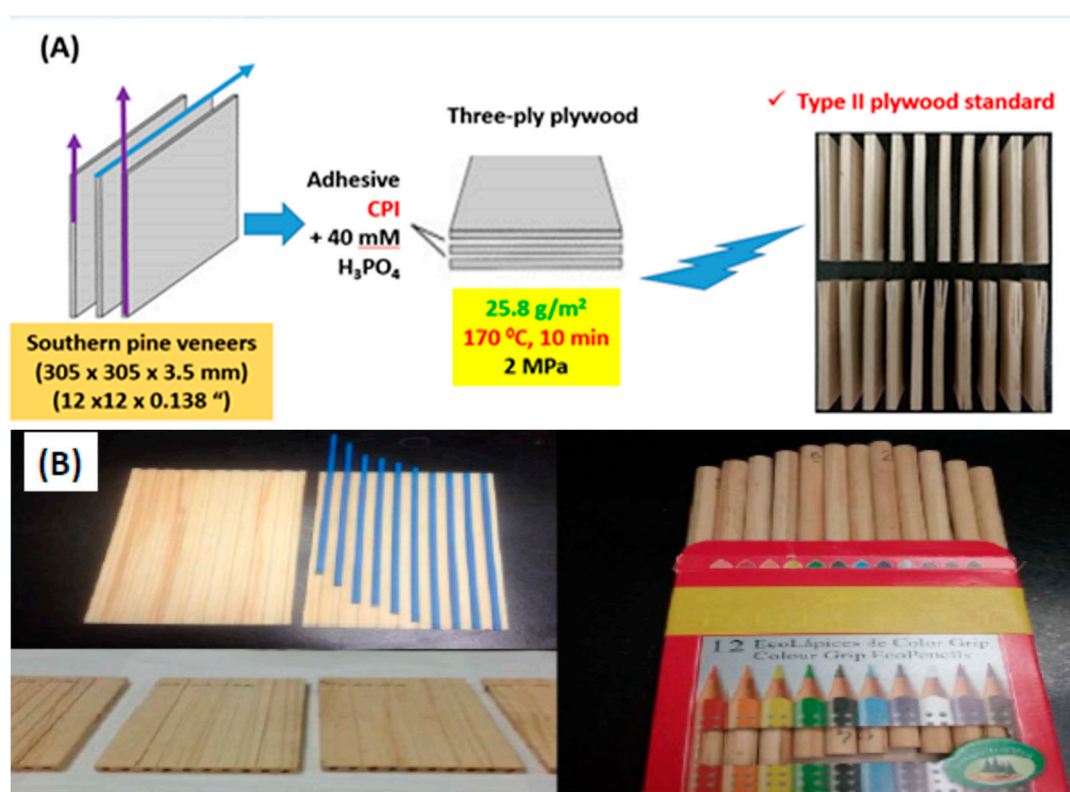 (A)
Southern pine veneers
(305 x 305 x 3.5 mm)
(12 x12 x 0.138 “)
Adhesive
CPI
+ 40 mM
H₃PO₄
Three-ply plywood
25.8 g/m²
170 ⁰C, 10 min
2 MPa
✓ Type II plywood standard
(B)
12 EcoLápices de Color Grip
Colour Grip EcoPencils